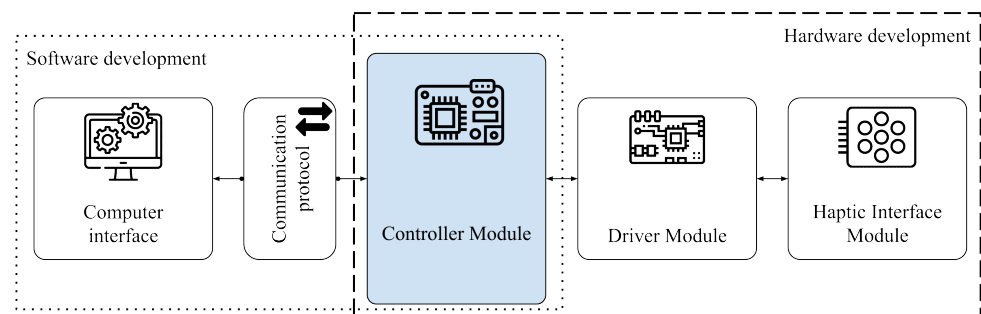 Hardware development
Software development
Computer
interface
Communication
protocol
Controller Module
Driver Module
Haptic Interface
Module